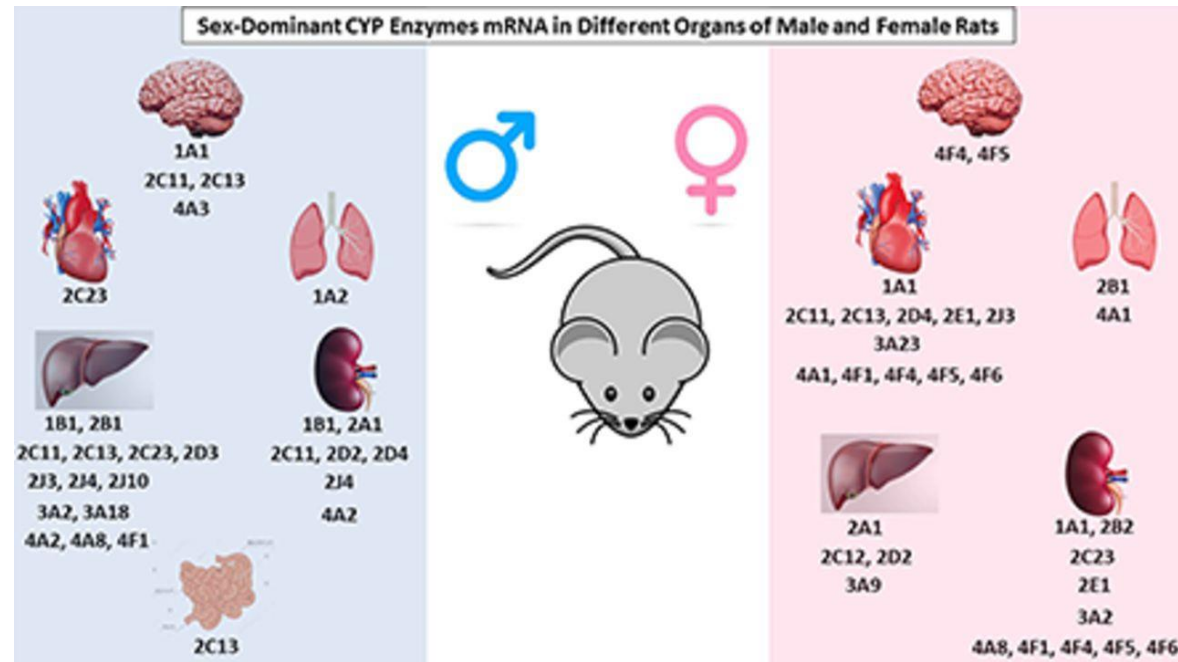 Sex-Dominant CYP Enzymes mRNA in Different Organs of Male and Female Rats
1A1
2C11, 2C13
4A3
2C23
1A2
1B1, 2B1
2C11, 2C13, 2C23, 2D3
2J3, 2J4, 2J10
3A2, 3A18
4A2, 4A8, 4F1
1B1, 2A1
2C11, 2D2, 2D4
2J4
4A2
2C13
4F4, 4F5
1A1
2C11, 2C13, 2D4, 2E1, 2J3
3A23
4A1, 4F1, 4F4, 4F5, 4F6
2B1
4A1
2A1
2C12, 2D2
3A9
1A1, 2B2
2C23
2E1
3A2
4A8, 4F1, 4F4, 4F5, 4F6